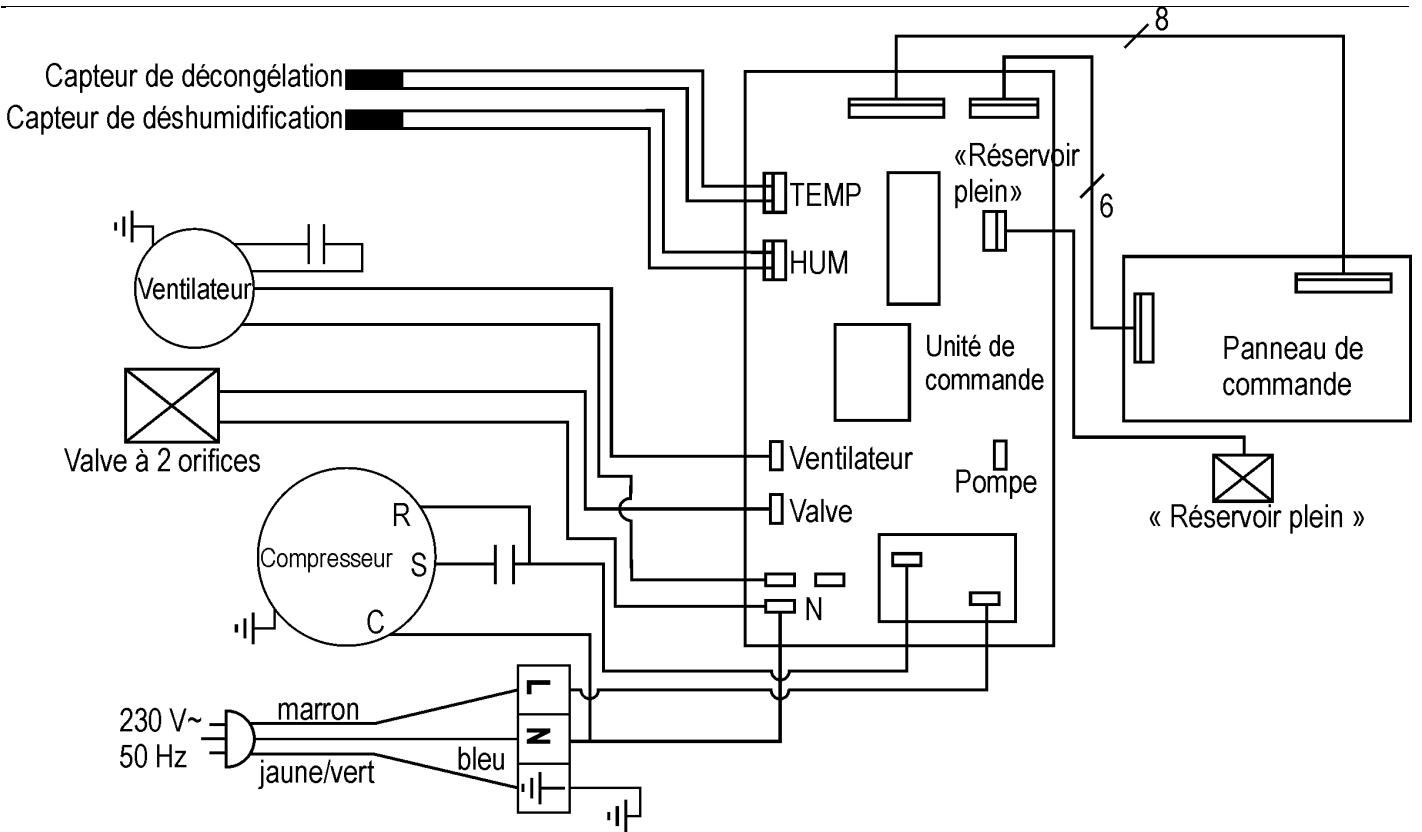 8
Capteur de décongélation
Capteur de déshumidification
«Réservoir
plein»
TEMP
6
HUM
Ventilateur
Unité de
commande
Panneau de
commande
Valve à 2 orifices
Ventilateur
Pompe
Valve
« Réservoir plein »
R
Compresseur
S
C
N
L
230 V~
50 Hz
marron
N
bleu
jaune/vert